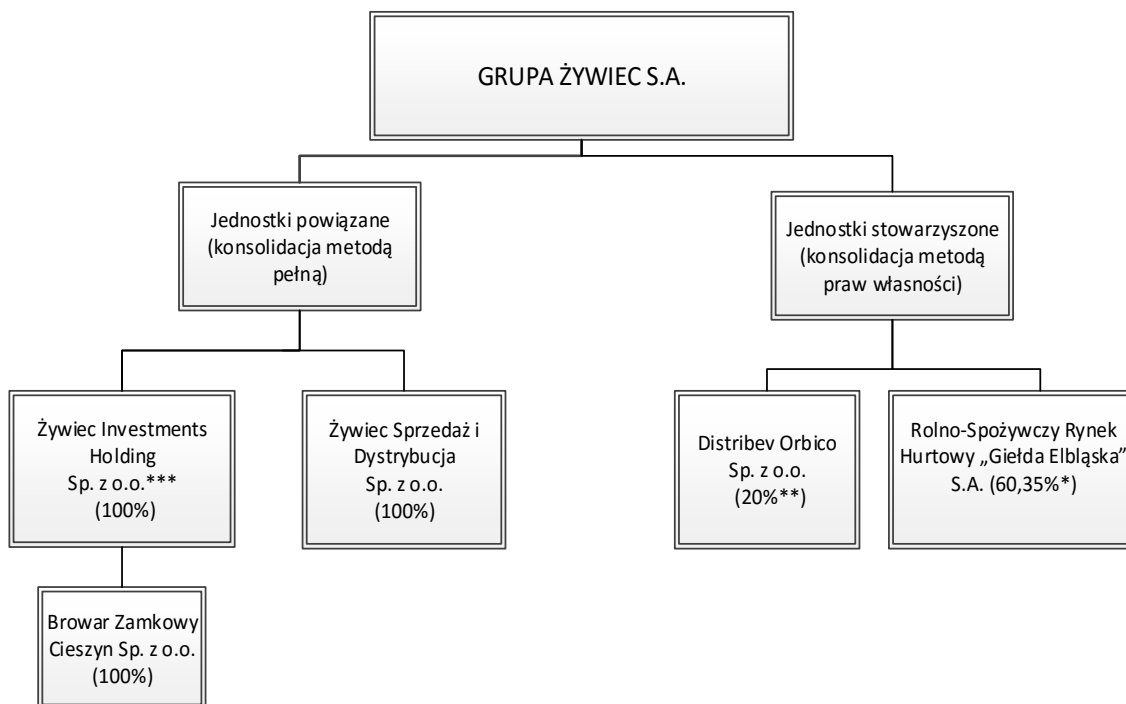 GRUPA ŻYWIEC S.A.
Jednostki powiązane
(konsolidacja metodą
pełną)
Jednostki stowarzyszone
(konsolidacja metodą
praw własności)
Żywiec Investments
Holding
Sp. z o.o.***
(100%)
Żywiec Sprzedaż i
Dystrybucja
Sp. z o.o.
(100%)
Distribev Orbico
Sp. z o.o.
(20%**)
Rolno-Spożywczy Rynek
Hurtowy „Giełda Elbląska”
S.A. (60,35%*)
Browar Zamkowy
Cieszyn Sp. z o.o.
(100%)